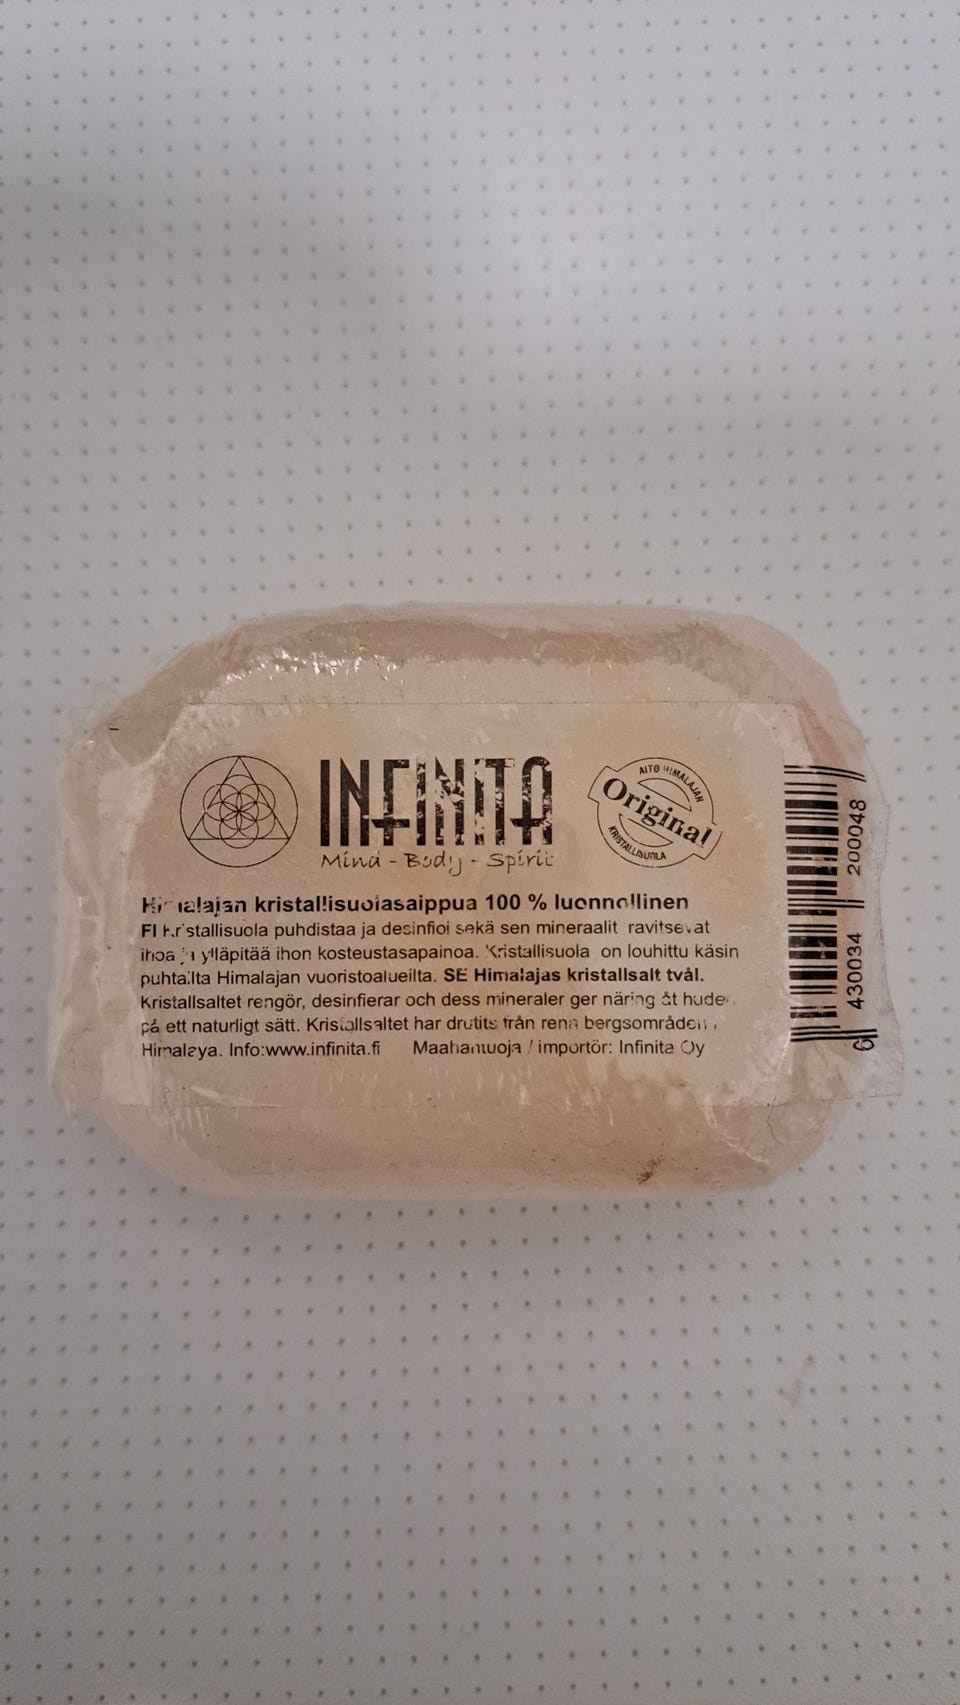 INFINITA
Mind - Body - Spirit
AITO HIMALAJAN
Original
KRISTALLISUOLA
Himalajan kristallisuolasaippua 100 % luonnollinen
FI Kristallisuola puhdistaa ja desinfioi sekä sen mineraalit ravitsevat
ihoa ja ylläpitää ihon kosteustasapainoa. Kristallisuola on louhittu käsin
puhtailta Himalajan vuoristoalueilta. SE Himalajas kristallsalt tvål.
Kristallsaltet rengör, desinfierar och dess mineraler ger näring åt
på ett naturligt sätt. Kristallsaltet har drutits från rena
Himalaya. Info:www.infinita.fi Maahantuoja / importör: Infinita Oy
6 430034 200048